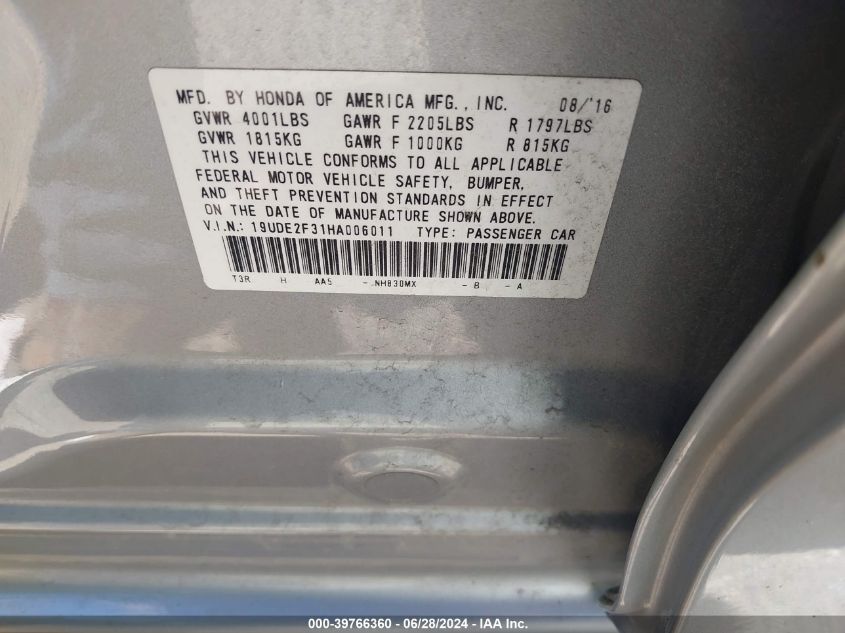 MFD. BY HONDA OF AMERICA MFG., INC. 08/'16
GVWR 4001LBS GAWR F 2205LBS R 1797LBS
GVWR 1815KG GAWR F 1000KG R 815KG
THIS VEHICLE CONFORMS TO ALL APPLICABLE
FEDERAL MOTOR VEHICLE SAFETY, BUMPER,
AND THEFT PREVENTION STANDARDS IN EFFECT
ON THE DATE OF MANUFACTURE SHOWN ABOVE.
V.I.N.: 19UDE2F31HA006011 TYPE: PASSENGER CAR
T3R H AA5 - NH830MX - B - A
000-39766360 - 06/28/2024 - IAA Inc.